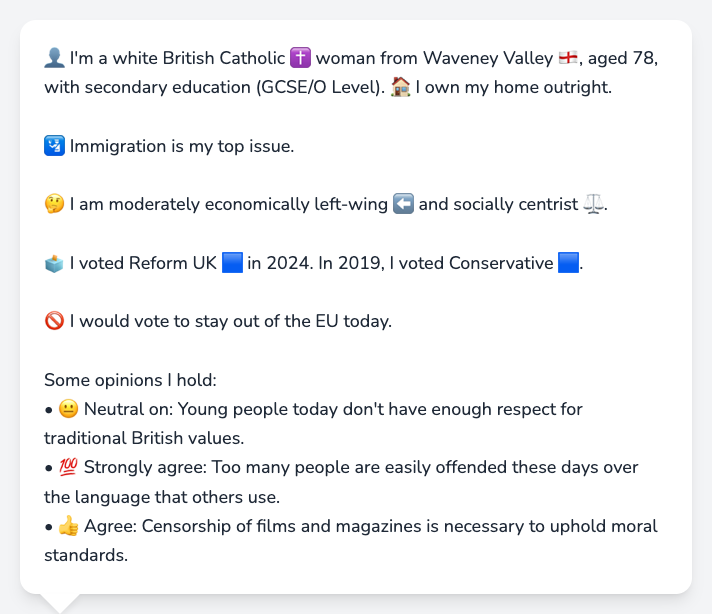 👤 I'm a white British Catholic ✝️ woman from Waveney Valley 🏴󠁧󠁢󠁥󠁮󠁧󠁿, aged 78,
with secondary education (GCSE/O Level). 🏠 I own my home outright.
🛂 Immigration is my top issue.
🤔 I am moderately economically left-wing ⬅️ and socially centrist ⚖️.
🗳️ I voted Reform UK 🟦 in 2024. In 2019, I voted Conservative 🟦.
🚫 I would vote to stay out of the EU today.
Some opinions I hold:
• 😐 Neutral on: Young people today don't have enough respect for
traditional British values.
• 💯 Strongly agree: Too many people are easily offended these days over
the language that others use.
• 👍 Agree: Censorship of films and magazines is necessary to uphold moral
standards.